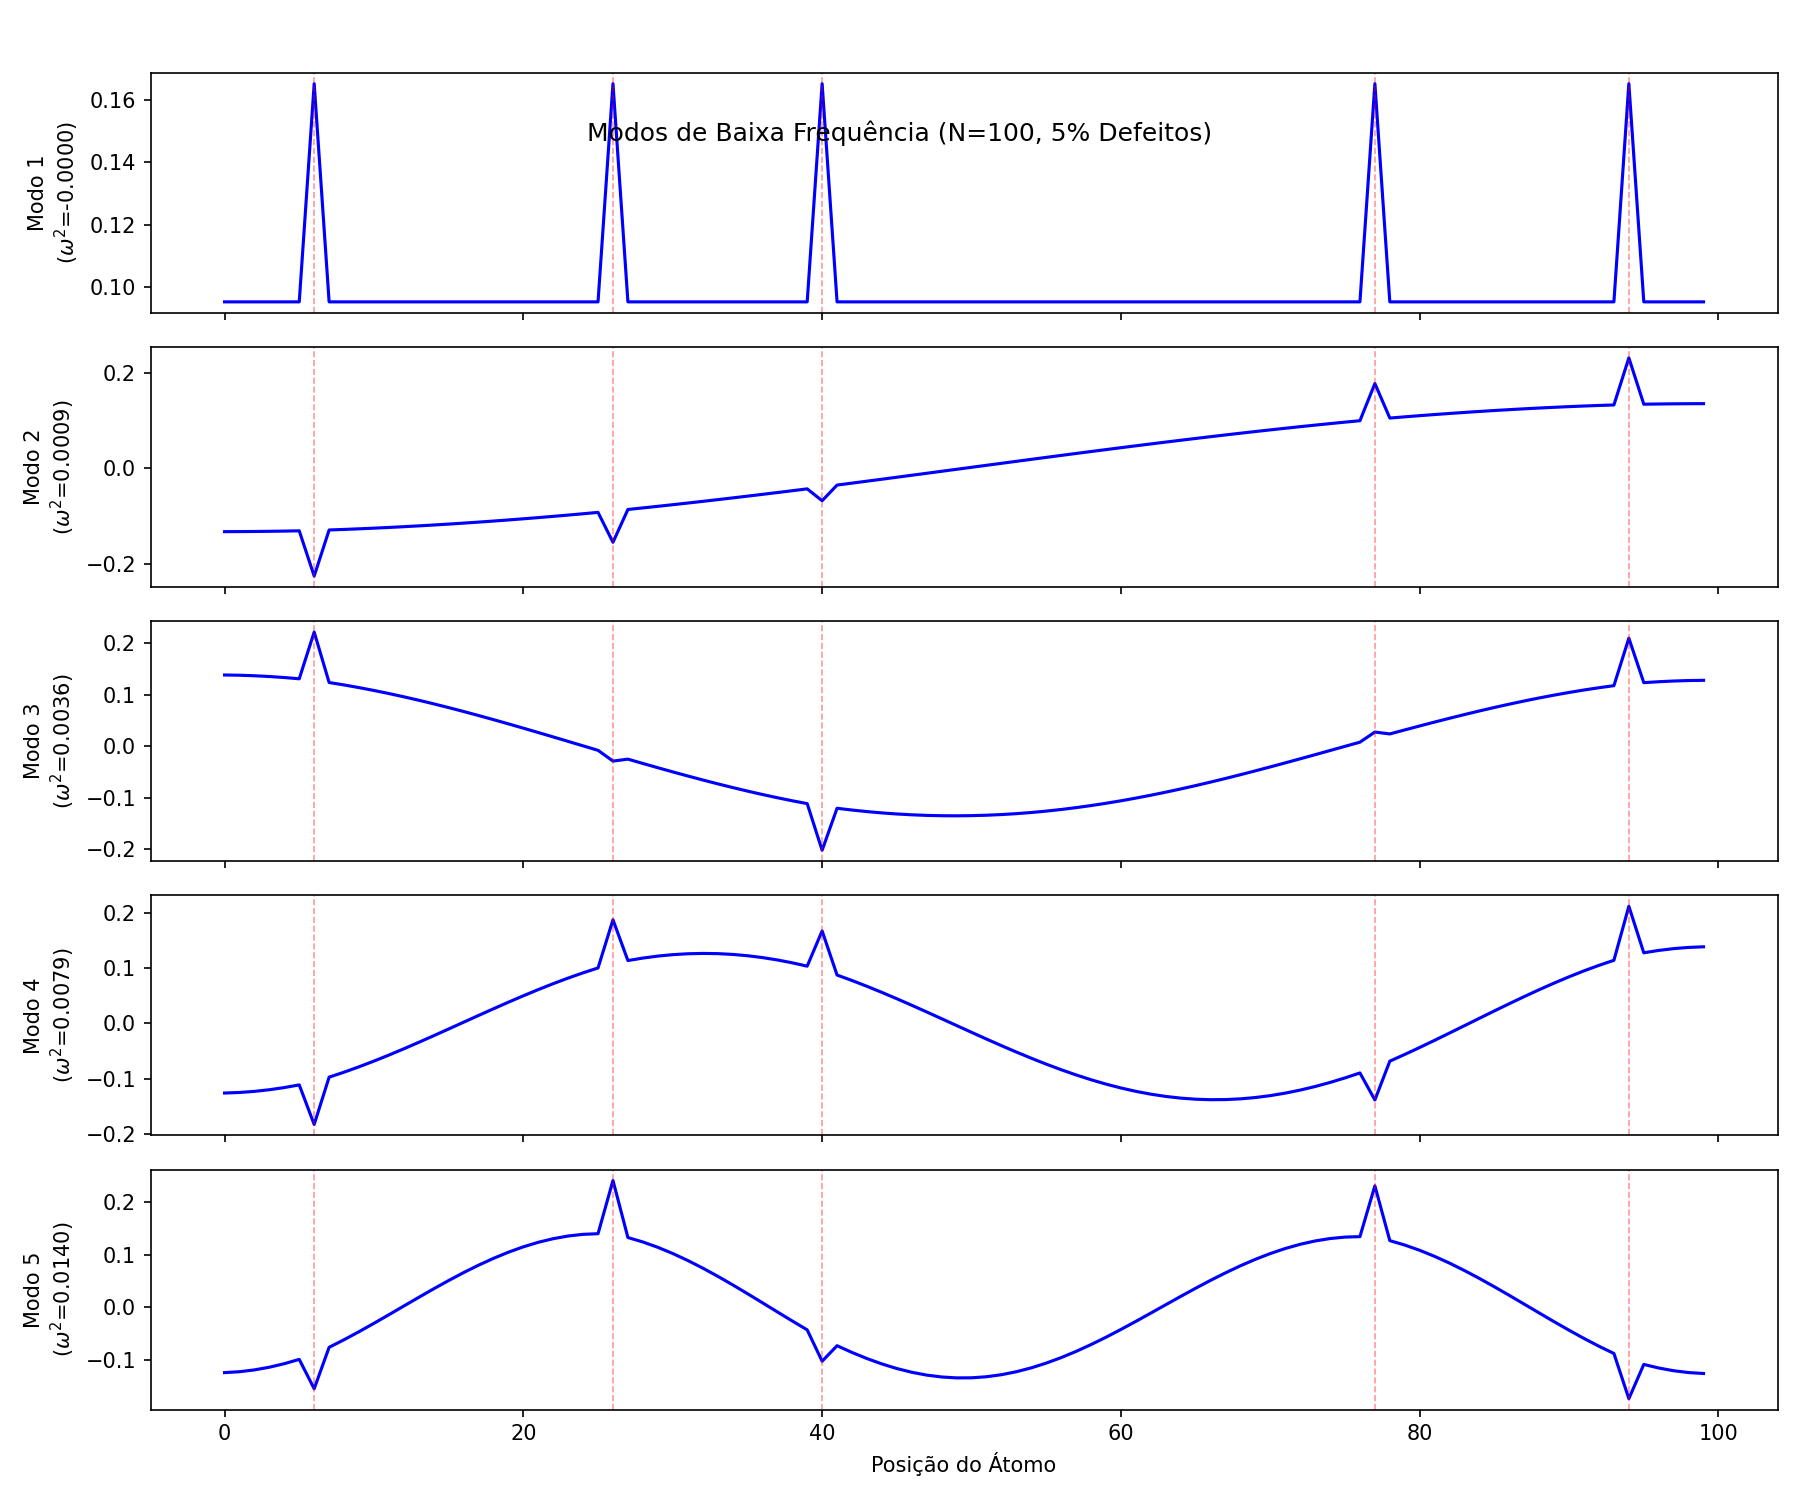 Modos de Baixa Frequência (N=100, 5% Defeitos)
Modo 1
(ω²=-0.0000)
0.16
0.14
0.12
0.10
Modo 2
(ω²=0.0009)
0.2
0.0
−0.2
Modo 3
(ω²=0.0036)
0.2
0.1
0.0
−0.1
−0.2
Modo 4
(ω²=0.0079)
0.2
0.1
0.0
−0.1
−0.2
Modo 5
(ω²=0.0140)
0.2
0.1
0.0
−0.1
0 20 40 60 80 100
Posição do Átomo